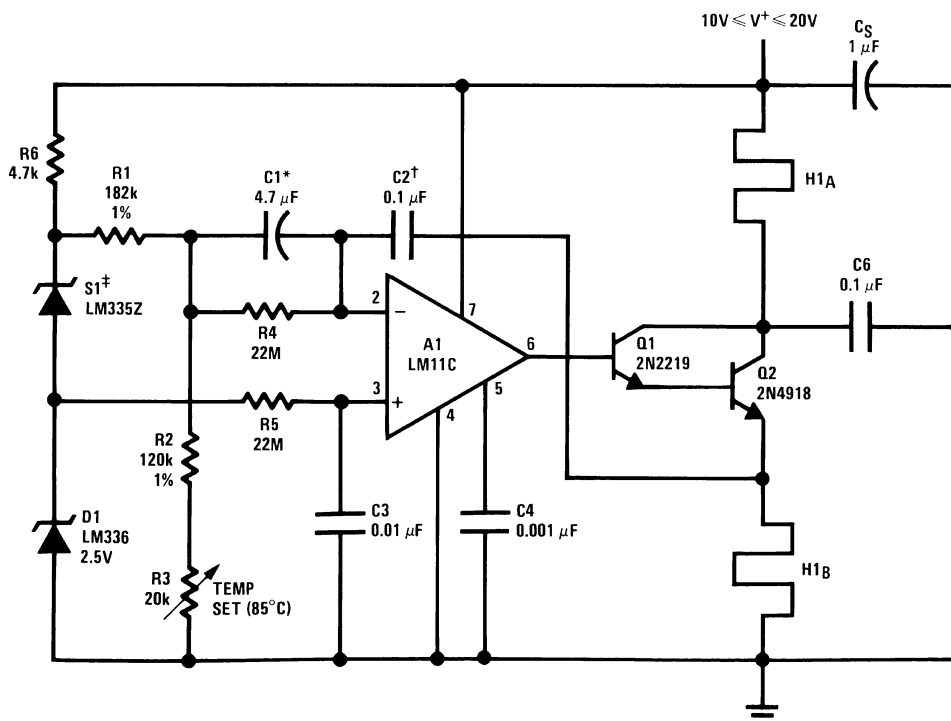 10V ≤ V⁺ ≤ 20V
CS
1 μF
R6
4.7k
R1
182k
1%
C1*
4.7 μF
C2†
0.1 μF
H1A
S1‡
LM335Z
R4
22M
2
−
7
A1
LM11C
6
Q1
2N2219
C6
0.1 μF
Q2
2N4918
3
+
5
4
R5
22M
R2
120k
1%
D1
LM336
2.5V
C3
0.01 μF
C4
0.001 μF
R3
20k
TEMP
SET (85°C)
H1B